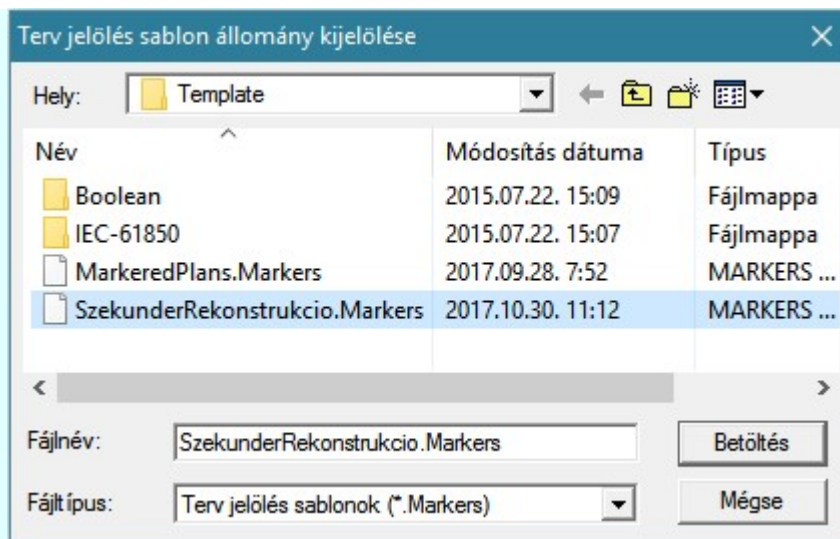 Terv jelölés sablon állomány kijelölése
Hely: Template
Név Módosítás dátuma Típus
Boolean 2015.07.22. 15:09 Fájlmappa
IEC-61850 2015.07.22. 15:07 Fájlmappa
MarkeredPlans.Markers 2017.09.28. 7:52 MARKERS ...
SzekunderRekonstrukcio.Markers 2017.10.30. 11:12 MARKERS ...
Fájlnév: SzekunderRekonstrukcio.Markers Betöltés
Fájltípus: Terv jelölés sablonok (*.Markers) Mégse